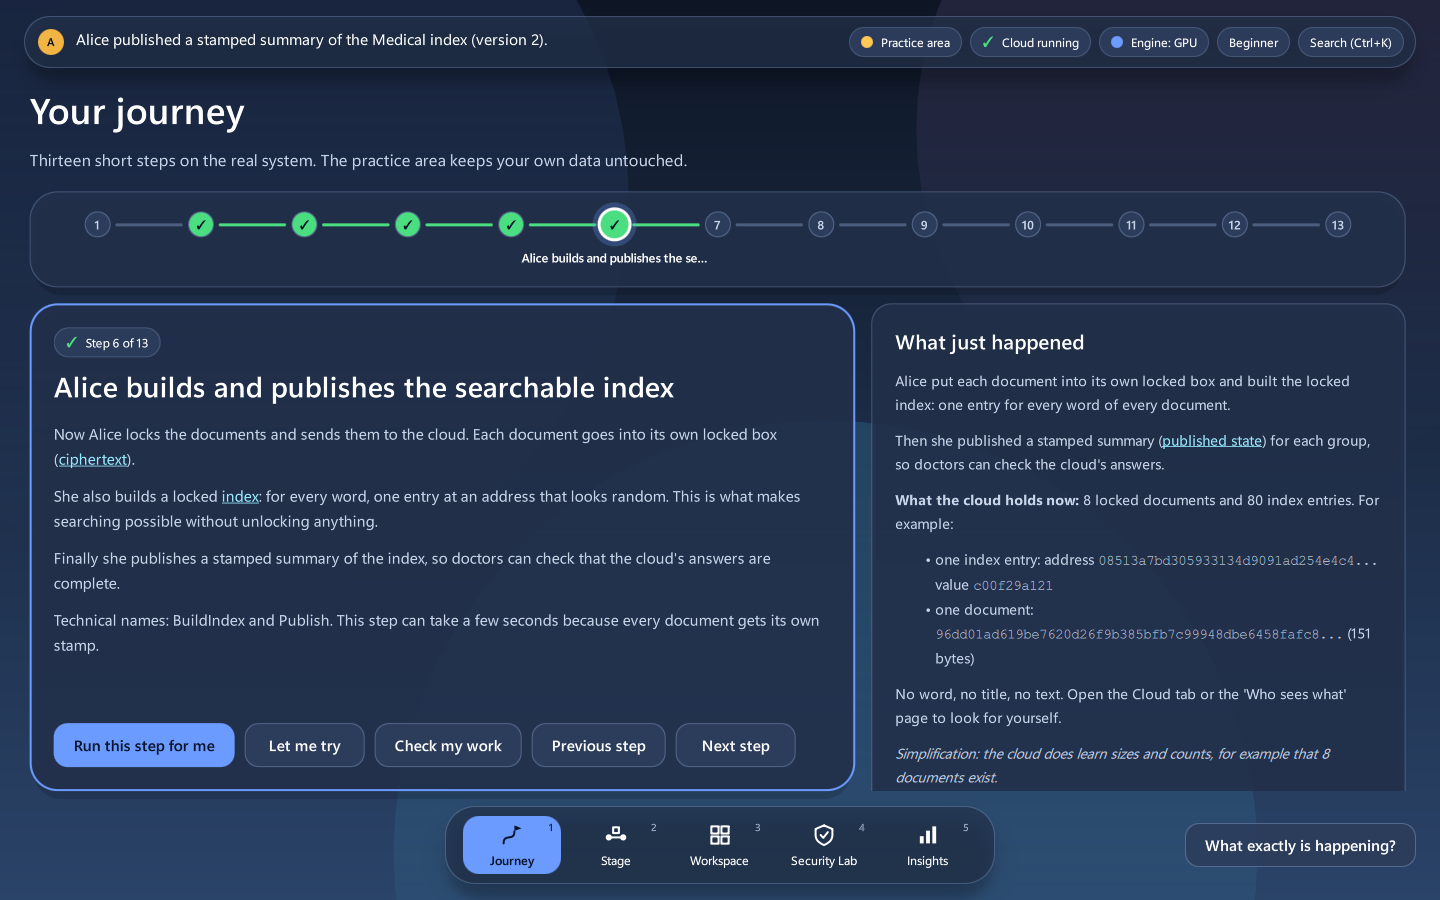 A
Alice published a stamped summary of the Medical index (version 2).
Practice area
✓ Cloud running
Engine: GPU
Beginner
Search (Ctrl+K)
Your journey
Thirteen short steps on the real system. The practice area keeps your own data untouched.
1 ✓ ✓ ✓ ✓ ✓ 7 8 9 10 11 12 13
Alice builds and publishes the se...
✓ Step 6 of 13
Alice builds and publishes the searchable index
Now Alice locks the documents and sends them to the cloud. Each document goes into its own locked box
(ciphertext).
She also builds a locked index: for every word, one entry at an address that looks random. This is what makes
searching possible without unlocking anything.
Finally she publishes a stamped summary of the index, so doctors can check that the cloud's answers are
complete.
Technical names: BuildIndex and Publish. This step can take a few seconds because every document gets its own
stamp.
Run this step for me
Let me try
Check my work
Previous step
Next step
What just happened
Alice put each document into its own locked box and built the locked
index: one entry for every word of every document.
Then she published a stamped summary (published state) for each group,
so doctors can check the cloud's answers.
What the cloud holds now: 8 locked documents and 80 index entries. For
example:
• one index entry: address 08513a7bd305933134d9091ad254e4c4...
value c00f29a121
• one document:
96dd01ad619be7620d26f9b385bfb7c99948dbe6458fafc8... (151
bytes)
No word, no title, no text. Open the Cloud tab or the 'Who sees what'
page to look for yourself.
Simplification: the cloud does learn sizes and counts, for example that 8
documents exist.
Journey 1
Stage 2
Workspace 3
Security Lab 4
Insights 5
What exactly is happening?